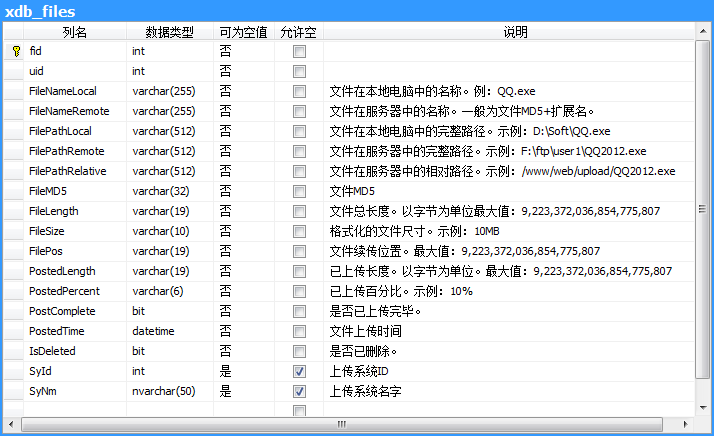 xdb_files
列名 数据类型 可为空值 允许空 说明
fid int 否
uid int 否
FileNameLocal varchar(255) 否 文件在本地电脑中的名称。例：QQ.exe
FileNameRemote varchar(255) 否 文件在服务器中的名称。一般为文件MD5+扩展名。
FilePathLocal varchar(512) 否 文件在本地电脑中的完整路径。示例：D:\Soft\QQ.exe
FilePathRemote varchar(512) 否 文件在服务器中的完整路径。示例：F:\ftp\user1\QQ2012.exe
FilePathRelative varchar(512) 否 文件在服务器中的相对路径。示例：/www/web/upload/QQ2012.exe
FileMD5 varchar(32) 否 文件MD5
FileLength varchar(19) 否 文件总长度。以字节为单位最大值：9,223,372,036,854,775,807
FileSize varchar(10) 否 格式化的文件尺寸。示例：10MB
FilePos varchar(19) 否 文件续传位置。最大值：9,223,372,036,854,775,807
PostedLength varchar(19) 否 已上传长度。以字节为单位。最大值：9,223,372,036,854,775,807
PostedPercent varchar(6) 否 已上传百分比。示例：10%
PostComplete bit 否 是否已上传完毕。
PostedTime datetime 否 文件上传时间
IsDeleted bit 否 是否已删除。
SyId int 是 上传系统ID
SyNm nvarchar(50) 是 上传系统名字